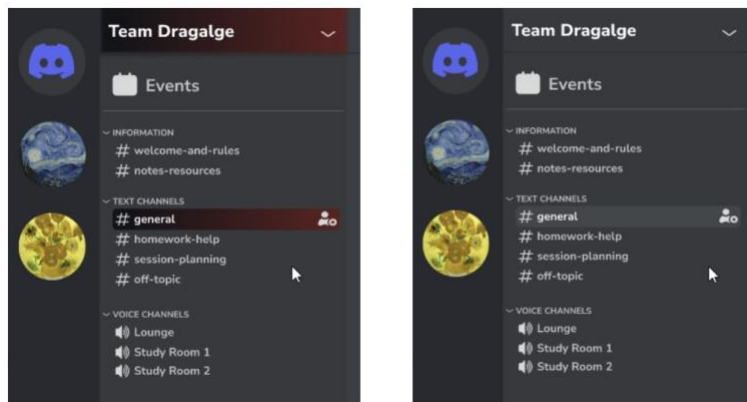 Team Dragalge
Events
INFORMATION
# welcome-and-rules
# notes-resources
TEXT CHANNELS
# general
# homework-help
# session-planning
# off-topic
VOICE CHANNELS
Lounge
Study Room 1
Study Room 2
Team Dragalge
Events
INFORMATION
# welcome-and-rules
# notes-resources
TEXT CHANNELS
# general
# homework-help
# session-planning
# off-topic
VOICE CHANNELS
Lounge
Study Room 1
Study Room 2